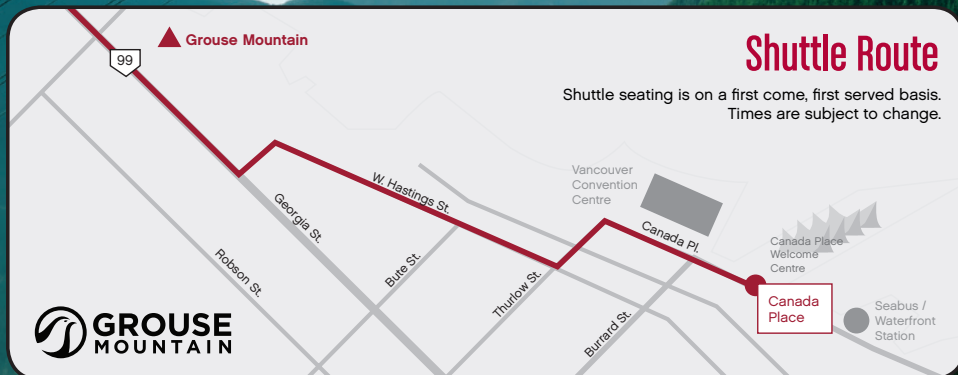 Shuttle Route
Shuttle seating is on a first come, first served basis.
Times are subject to change.
Grouse Mountain
99
W. Hastings St.
Georgia St.
Robson St.
Bute St.
Thurlow St.
Burrard St.
Canada Pl.
Vancouver
Convention
Centre
Canada Place
Welcome
Centre
Canada
Place
Seabus /
Waterfront
Station
GROUSE
MOUNTAIN